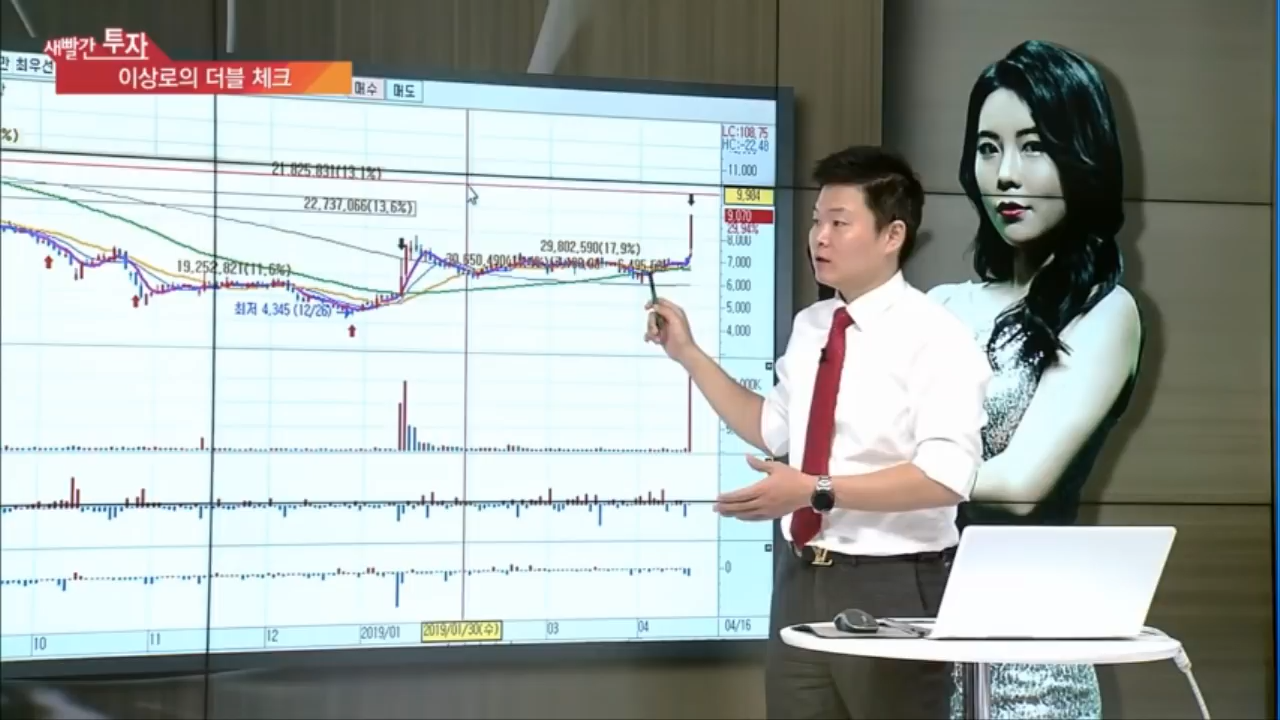 새빨간 투자
이상로의 더블 체크
만 최우선
매수
매도
%)
LC:108.75
HC:-22.48
11,000
21,825,831(13.1%)
9,904
22,737,066(13.6%)
9,070
29.94%
8,000
29,802,590(17.9%)
7,000
19,252,821(11.6%)
6,000
최저 4,345 (12/26)
5,000
4,000
0
10
11
12
2019/01
2019/01/30(수)
03
04
04/16